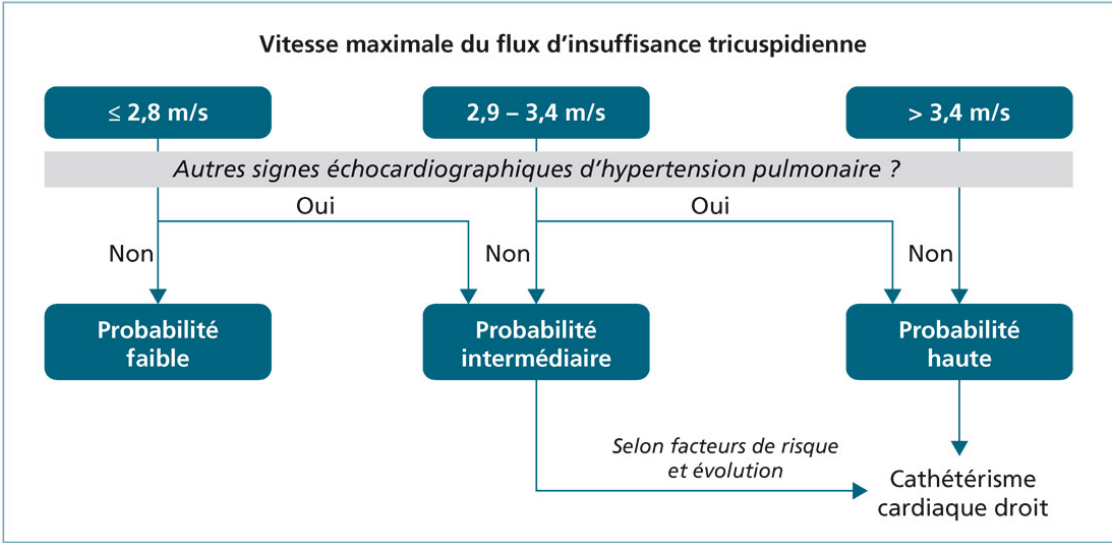 Vitesse maximale du flux d’insuffisance tricuspidienne
≤ 2,8 m/s
2,9 – 3,4 m/s
> 3,4 m/s
Autres signes échocardiographiques d’hypertension pulmonaire ?
Oui
Oui
Non
Non
Non
Probabilité
faible
Probabilité
intermédiaire
Probabilité
haute
Selon facteurs de risque
et évolution
Cathétérisme
cardiaque droit